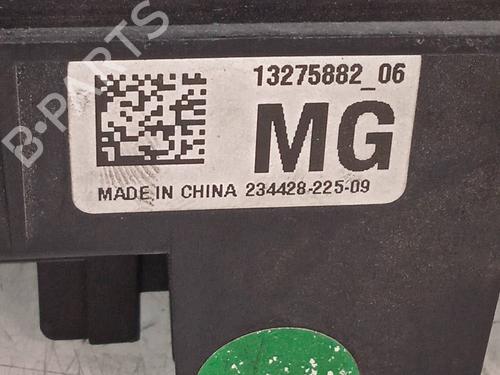 13275882_06
MG
MADE IN CHINA 234428-225-09
B-PARTS